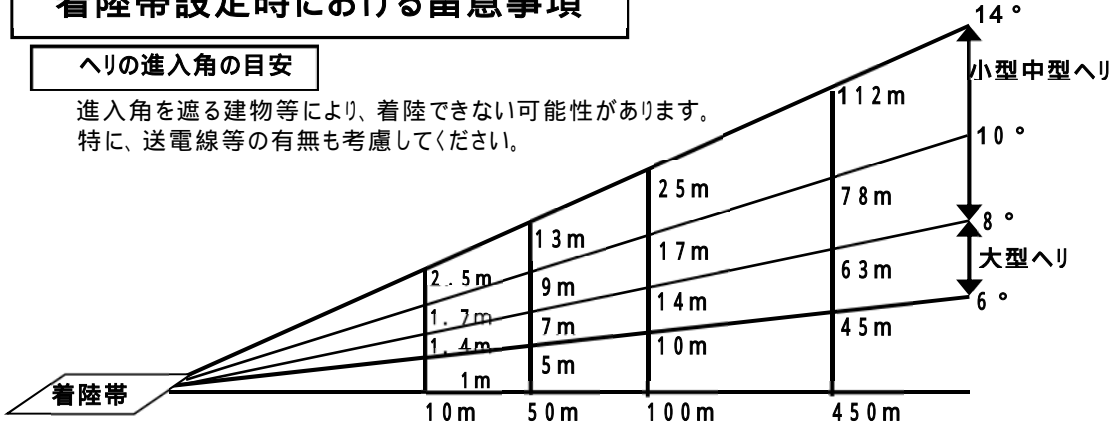 着陸帯設定時における留意事項
ヘリの進入角の目安
進入角を遮る建物等により、着陸できない可能性があります。
特に、送電線等の有無も考慮してください。
14°
小型中型ヘリ
10°
8°
大型ヘリ
6°
2.5m
1.7m
1.4m
1m
13m
9m
7m
5m
25m
17m
14m
10m
112m
78m
63m
45m
着陸帯
10m
50m
100m
450m